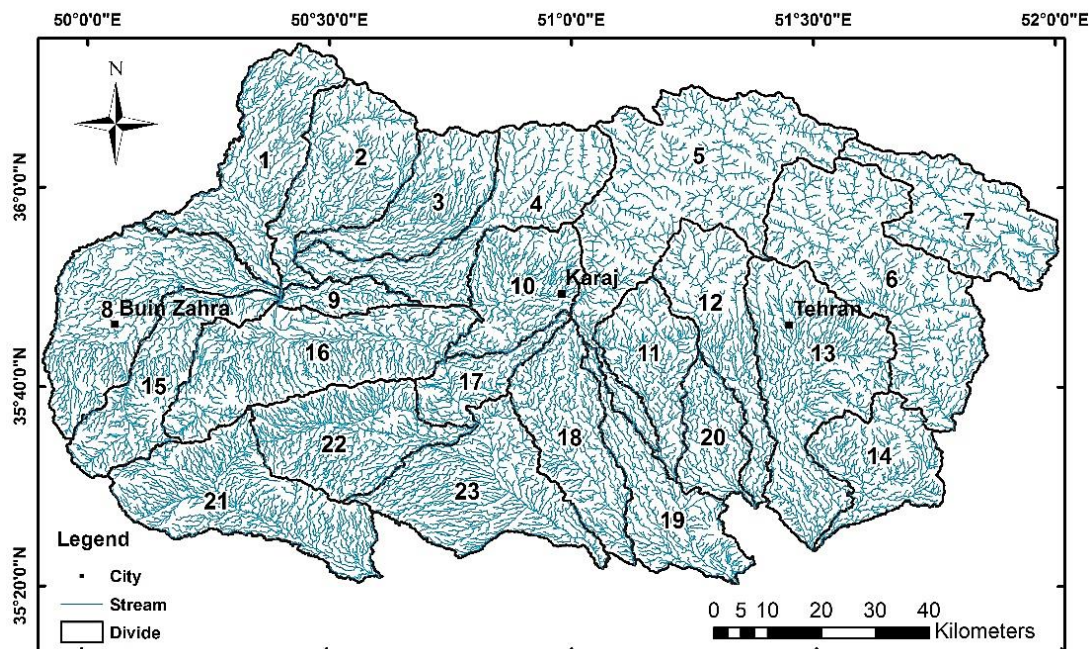 50°0'0"E 50°30'0"E 51°0'0"E 51°30'0"E 52°0'0"E
N
36°0'0"N
35°40'0"N
35°20'0"N
1
2
3
4
5
6
7
8 Buin Zahra
9
10
Karaj
11
12
Tehran
13
14
15
16
17
18
19
20
21
22
23
Legend
City
Stream
Divide
0 5 10 20 30 40
Kilometers